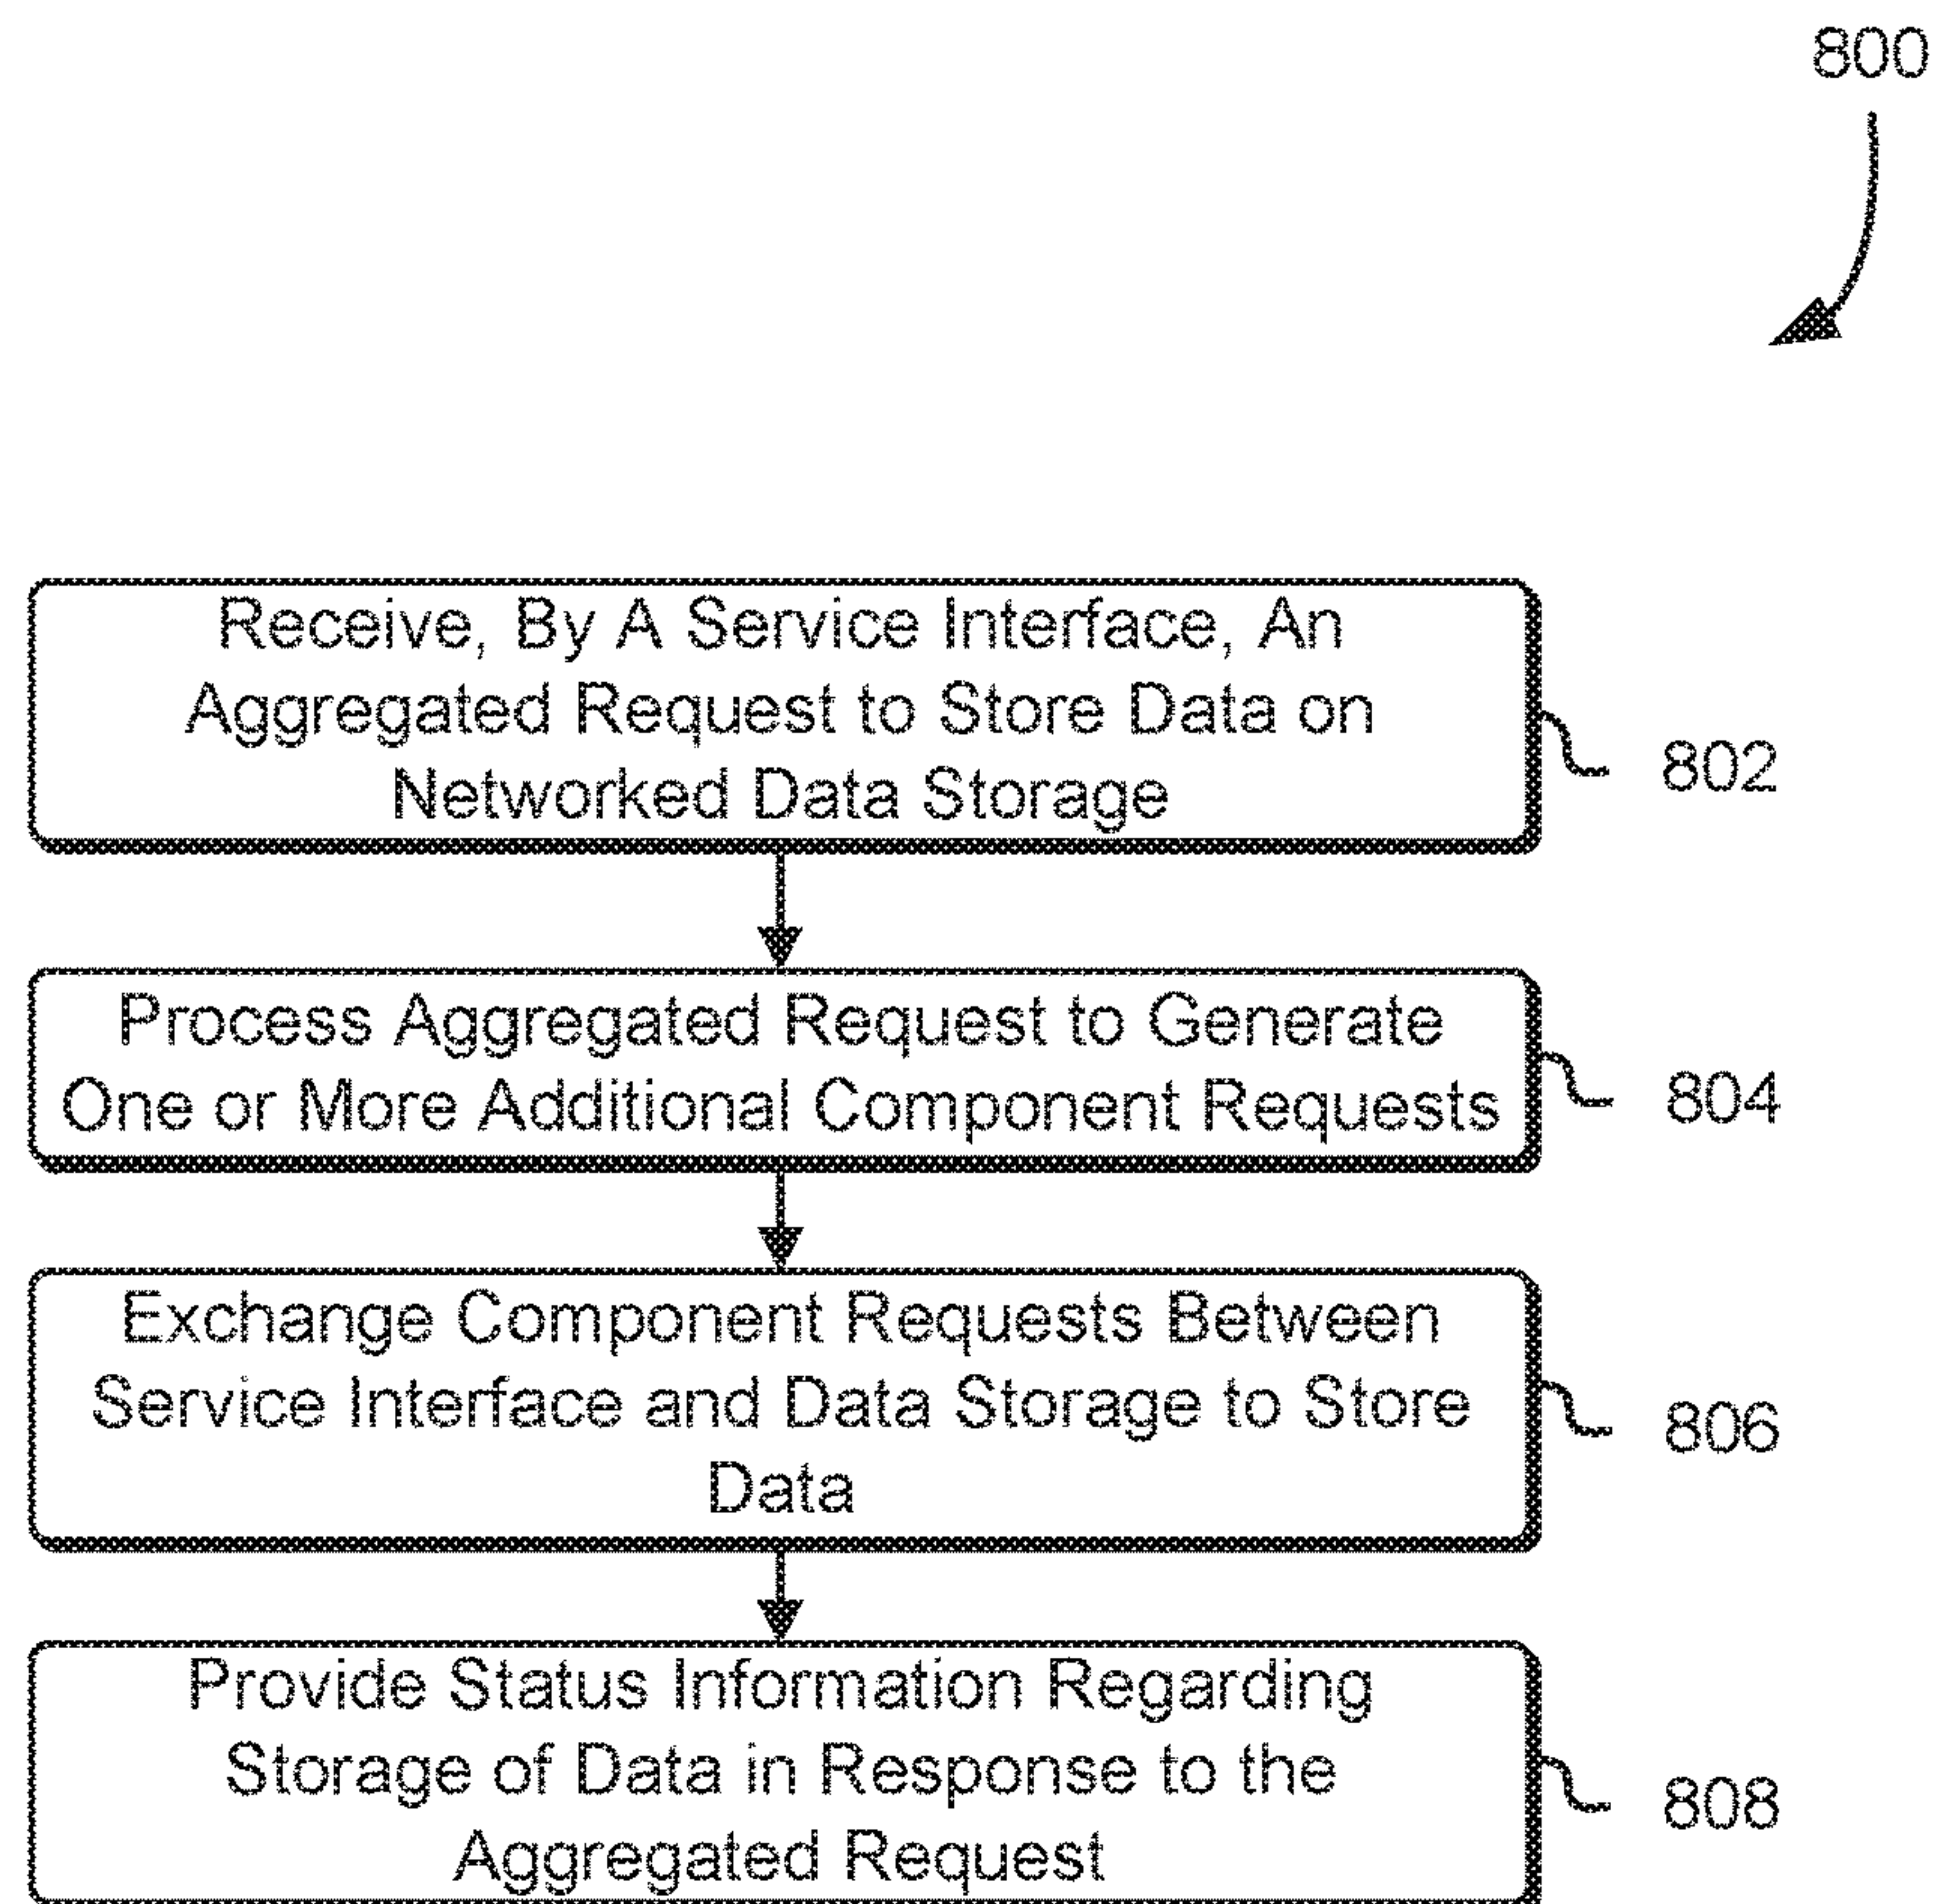 800
Receive, By A Service Interface, An
Aggregated Request to Store Data on
Networked Data Storage
802
Process Aggregated Request to Generate
One or More Additional Component Requests
804
Exchange Component Requests Between
Service Interface and Data Storage to Store
Data
806
Provide Status Information Regarding
Storage of Data in Response to the
Aggregated Request
808